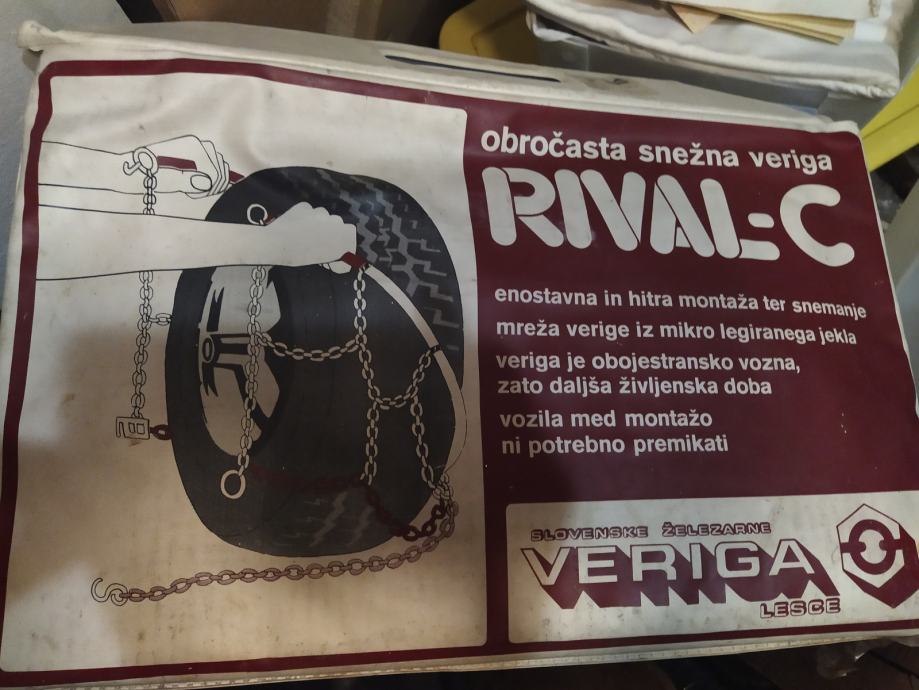 obročasta snežna veriga
RIVAL-C
enostavna in hitra montaža ter snemanje
mreža verige iz mikro legiranega jekla
veriga je obojestransko vozna,
zato daljša življenska doba
vozila med montažo
ni potrebno premikati
SLOVENSKE ŽELEZARNE
VERIGA
LESCE